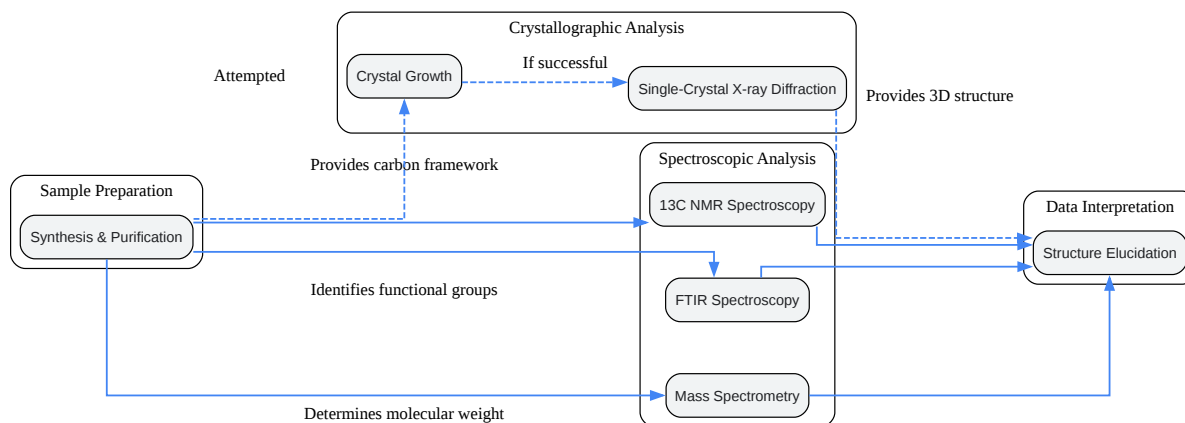 Crystallographic Analysis
Attempted
Crystal Growth
If successful
Single-Crystal X-ray Diffraction
Provides 3D structure
Provides carbon framework
Spectroscopic Analysis
Sample Preparation
Synthesis & Purification
13C NMR Spectroscopy
Data Interpretation
Structure Elucidation
Identifies functional groups
FTIR Spectroscopy
Mass Spectrometry
Determines molecular weight